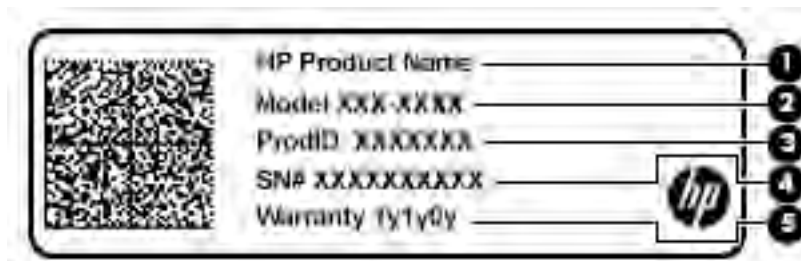 HP Product Name 1
Model XXX-XXXX 2
ProdID XXXXXXX 3
SN# XXXXXXXXXX 4
hp
Warranty 1y1y0y 5